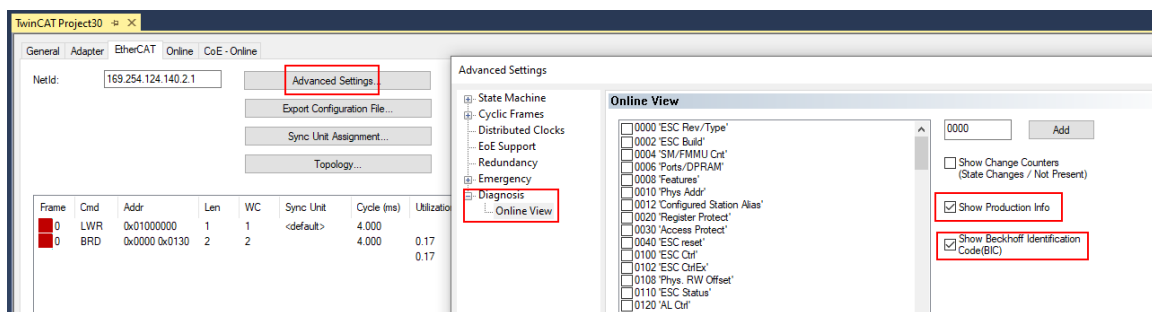 TwinCAT Project30
General Adapter EtherCAT Online CoE - Online
NetId: 169.254.124.140.2.1
Advanced Settings...
Export Configuration File...
Sync Unit Assignment...
Topology...
Frame Cmd Addr Len WC Sync Unit Cycle (ms) Utilizatio
0 LWR 0x01000000 1 1 <default> 4.000
0 BRD 0x0000 0x0130 2 2 4.000 0.17
0.17
Advanced Settings
State Machine
Cyclic Frames
Distributed Clocks
EoE Support
Redundancy
Emergency
Diagnosis
Online View
Online View
0000 'ESC Rev/Type'
0002 'ESC Build'
0004 'SM/FMMU Cnt'
0006 'Ports/DPRAM'
0008 'Features'
0010 'Phys Addr'
0012 'Configured Station Alias'
0020 'Register Protect'
0030 'Access Protect'
0040 'ESC reset'
0100 'ESC Ctrl'
0102 'ESC CtrlEx'
0108 'Phys. RW Offset'
0110 'ESC Status'
0120 'AL Ctrl'
0000 Add
Show Change Counters
(State Changes / Not Present)
Show Production Info
Show Beckhoff Identification
Code(BIC)